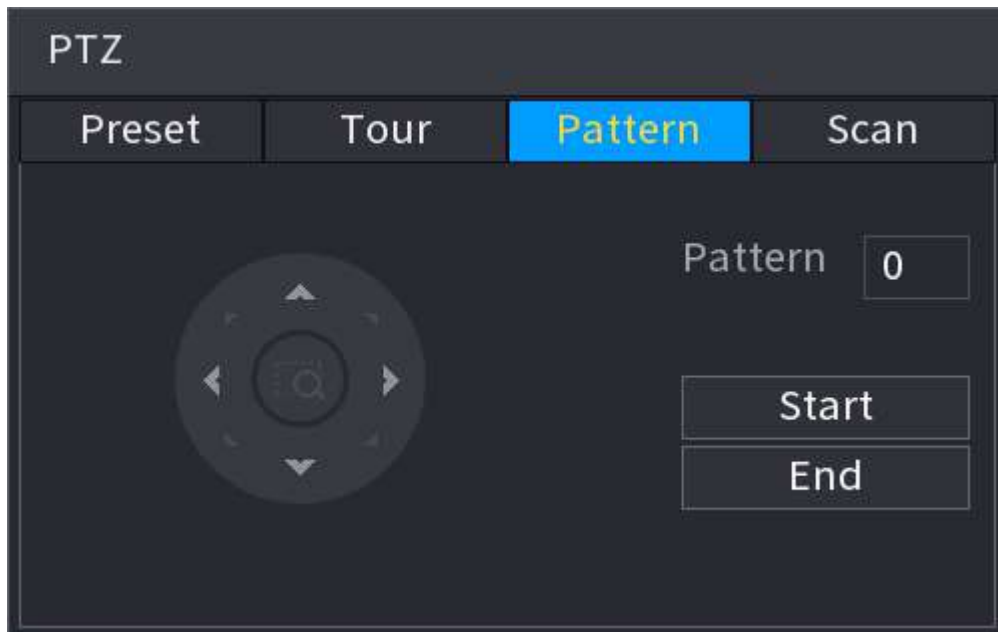 PTZ
Preset Tour Pattern Scan
Pattern 0
Start
End